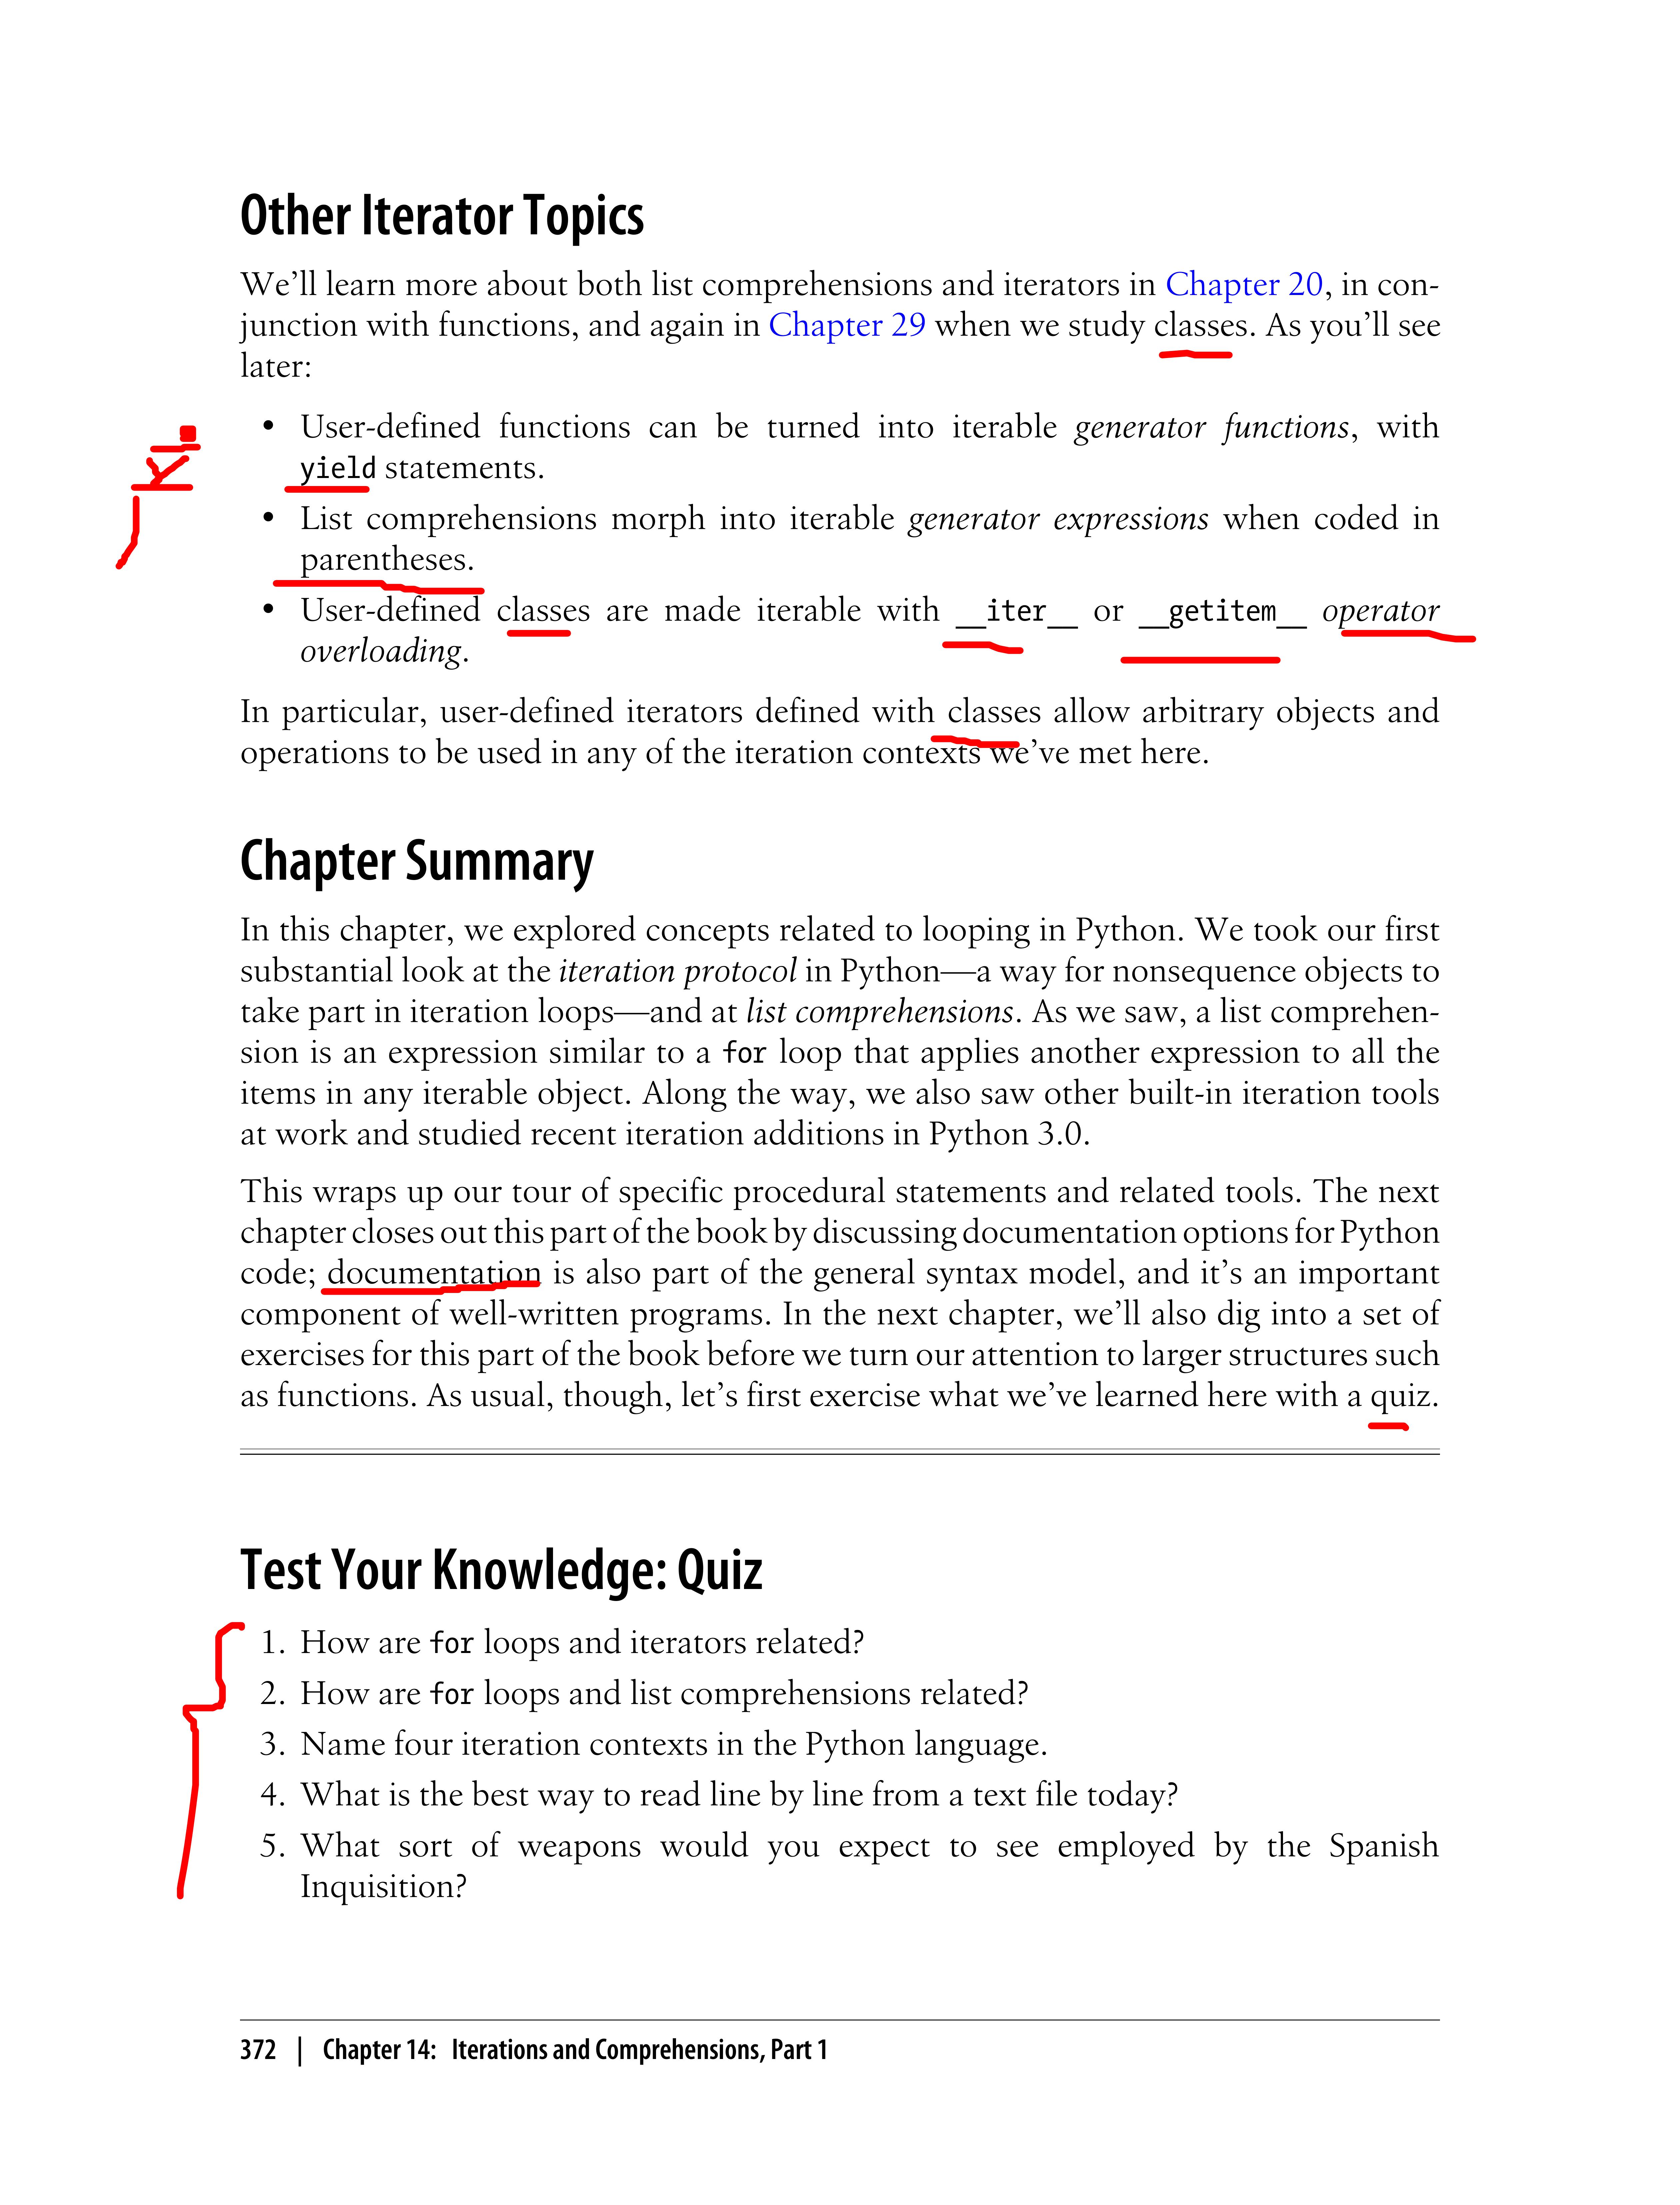 Other Iterator Topics
We’ll learn more about both list comprehensions and iterators in Chapter 20, in con-
junction with functions, and again in Chapter 29 when we study classes. As you’ll see
later:
• User-defined functions can be turned into iterable generator functions, with
yield statements.
• List comprehensions morph into iterable generator expressions when coded in
parentheses.
• User-defined classes are made iterable with __iter__ or __getitem__ operator
overloading.
In particular, user-defined iterators defined with classes allow arbitrary objects and
operations to be used in any of the iteration contexts we’ve met here.
Chapter Summary
In this chapter, we explored concepts related to looping in Python. We took our first
substantial look at the iteration protocol in Python—a way for nonsequence objects to
take part in iteration loops—and at list comprehensions. As we saw, a list comprehen-
sion is an expression similar to a for loop that applies another expression to all the
items in any iterable object. Along the way, we also saw other built-in iteration tools
at work and studied recent iteration additions in Python 3.0.
This wraps up our tour of specific procedural statements and related tools. The next
chapter closes out this part of the book by discussing documentation options for Python
code; documentation is also part of the general syntax model, and it’s an important
component of well-written programs. In the next chapter, we’ll also dig into a set of
exercises for this part of the book before we turn our attention to larger structures such
as functions. As usual, though, let’s first exercise what we’ve learned here with a quiz.
Test Your Knowledge: Quiz
1. How are for loops and iterators related?
2. How are for loops and list comprehensions related?
3. Name four iteration contexts in the Python language.
4. What is the best way to read line by line from a text file today?
5. What sort of weapons would you expect to see employed by the Spanish
Inquisition?
372 | Chapter 14: Iterations and Comprehensions, Part 1